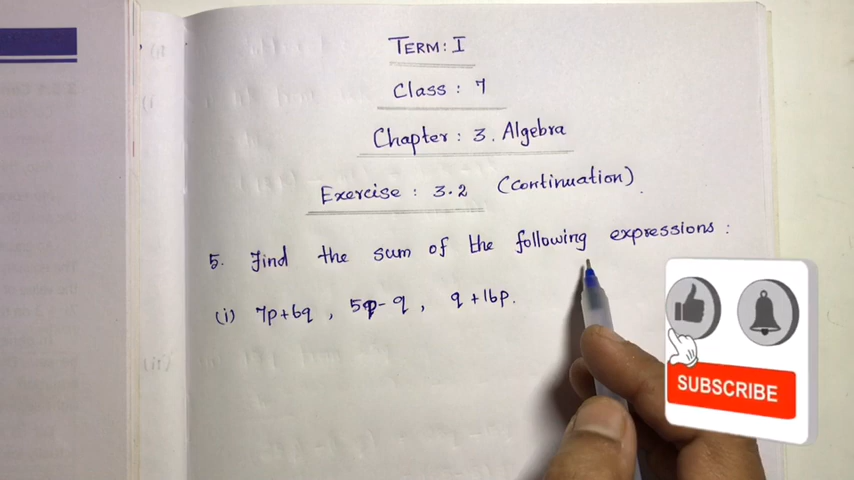 TERM: I
Class: 7
Chapter: 3. Algebra
Exercise: 3.2 (continuation)
5. Find the sum of the following expressions:
(i) 7p+6q, 5p-q, q+16p.
SUBSCRIBE